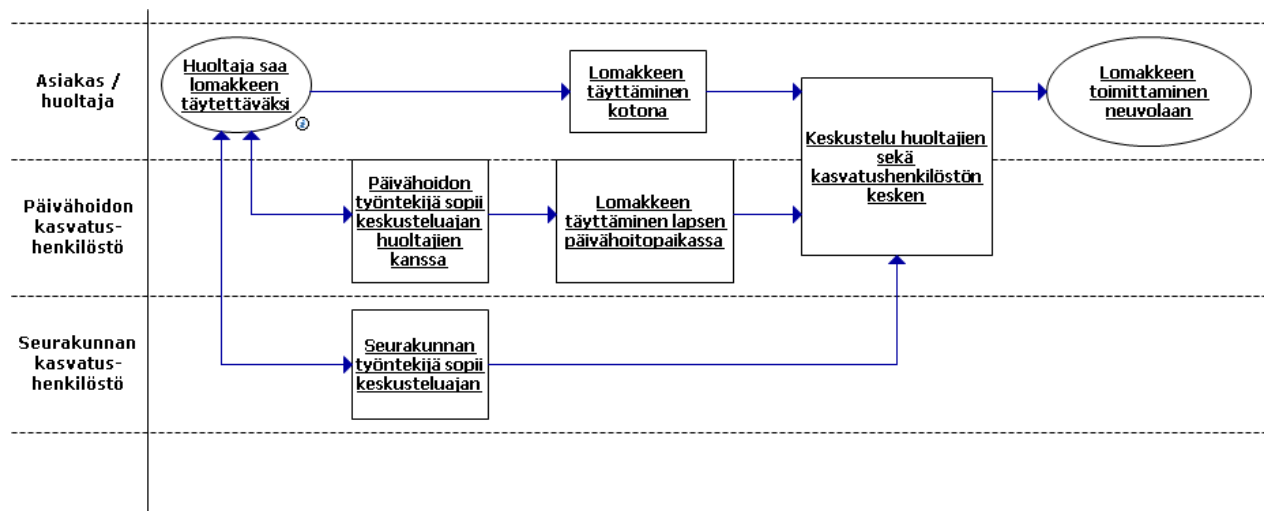 Asiakas /
huoltaja
Huoltaja saa
lomakkeen
täytettäväksi
Lomakkeen
täyttäminen
kotona
Keskustelu huoltajien
sekä
kasvatushenkilöstön
kesken
Lomakkeen
toimittaminen
neuvolaan
Päivähoidon
kasvatus-
henkilöstö
Päivähoidon
työntekijä sopii
keskusteluajan
huoltajien
kanssa
Lomakkeen
täyttäminen lapsen
päivähoitopaikassa
Seurakunnan
kasvatus-
henkilöstö
Seurakunnan
työntekijä sopii
keskusteluajan